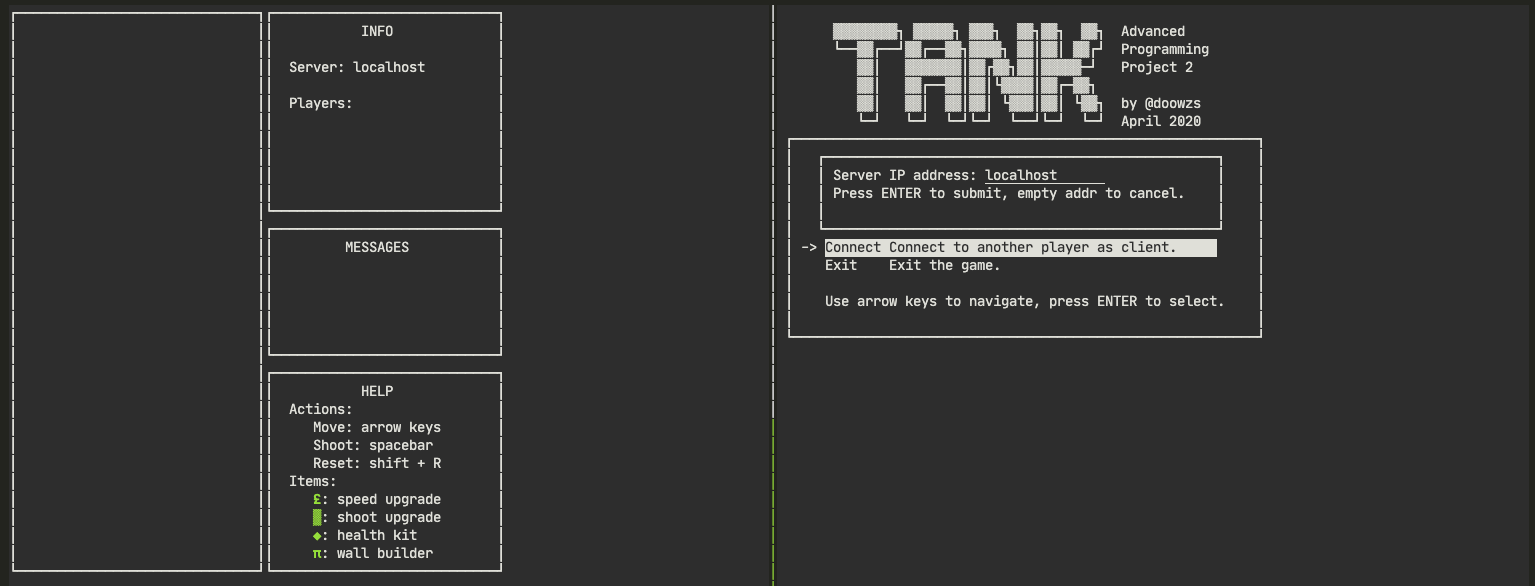 INFO
Server: localhost
Players:
MESSAGES
HELP
Actions:
Move: arrow keys
Shoot: spacebar
Reset: shift + R
Items:
£: speed upgrade
▒: shoot upgrade
◆: health kit
π: wall builder
TANK
Advanced
Programming
Project 2
by @doowzs
April 2020
Server IP address: localhost
Press ENTER to submit, empty addr to cancel.
-> Connect Connect to another player as client.
Exit    Exit the game.
Use arrow keys to navigate, press ENTER to select.